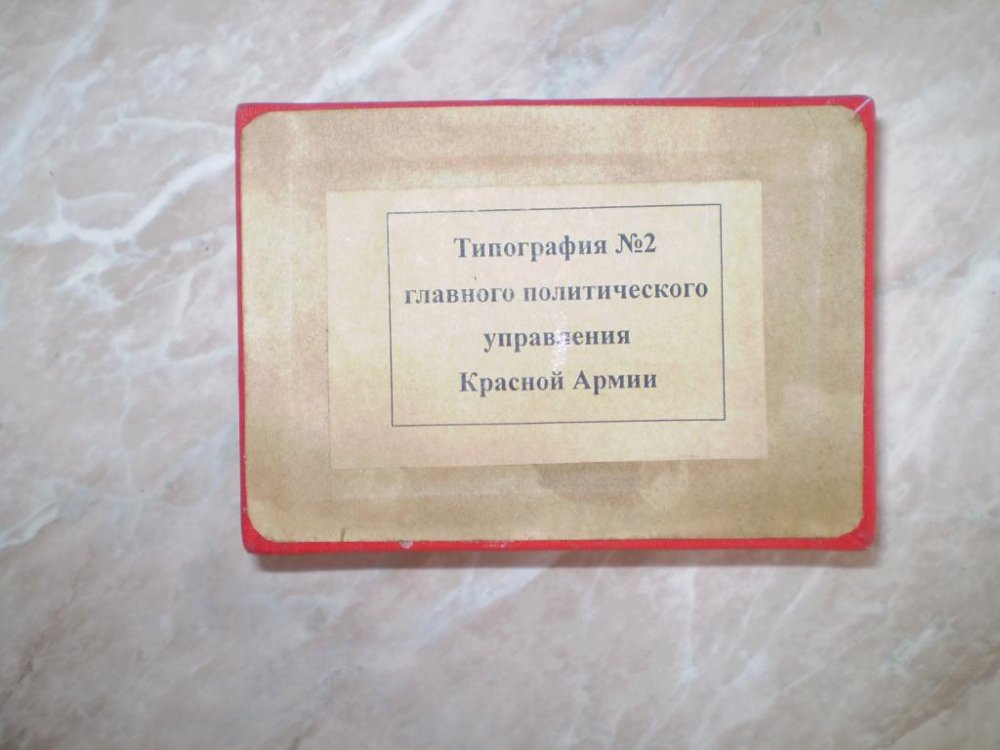 Типография №2
главного политического
управления
Красной Армии